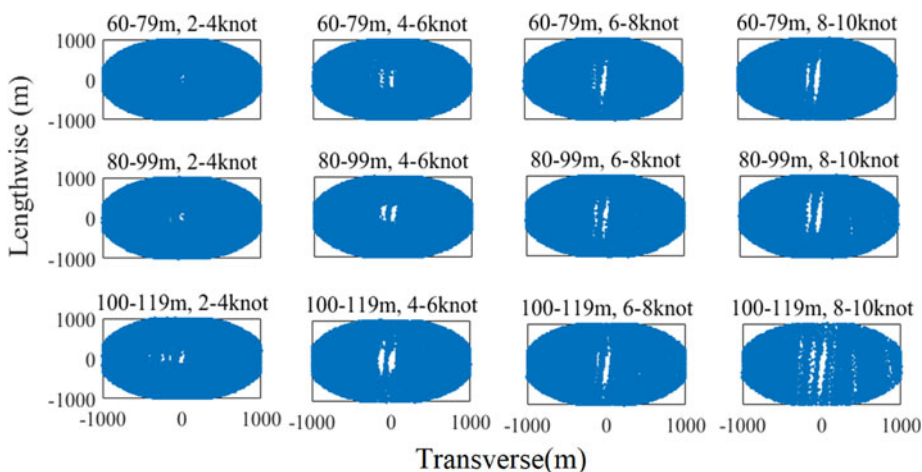 60-79m, 2-4knot 60-79m, 4-6knot 60-79m, 6-8knot 60-79m, 8-10knot
1000
0
-1000
80-99m, 2-4knot 80-99m, 4-6knot 80-99m, 6-8knot 80-99m, 8-10knot
1000
0
-1000
Lengthwise (m)
100-119m, 2-4knot 100-119m, 4-6knot 100-119m, 6-8knot 100-119m, 8-10knot
1000
0
-1000
-1000 0 1000 -1000 0 1000 -1000 0 1000 -1000 0 1000
Transverse(m)